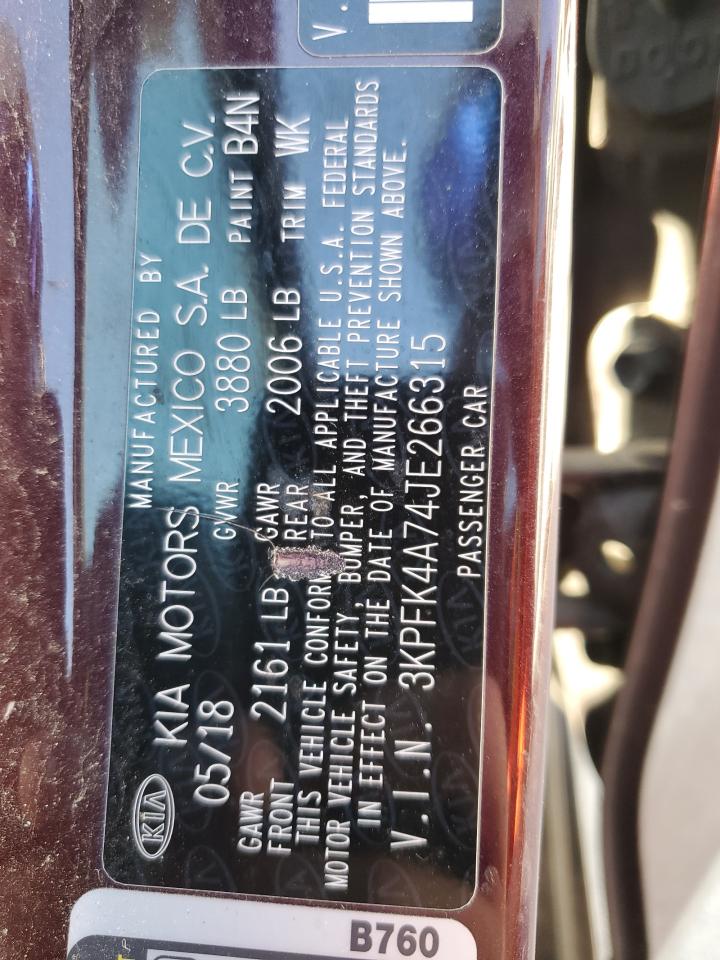 V.
MANUFACTURED BY
KIA KIA MOTORS MEXICO S.A. DE C.V.
05/18 GVWR 3880 LB PAINT B4N
GAWR FRONT 2161 LB GAWR REAR 2006 LB TRIM WK
THIS VEHICLE CONFORM TO ALL APPLICABLE U.S.A. FEDERAL
MOTOR VEHICLE SAFETY, BUMPER, AND THEFT PREVENTION STANDARDS
IN EFFECT ON THE DATE OF MANUFACTURE SHOWN ABOVE.
V.I.N. 3KPFK4A74JE266315
PASSENGER CAR
B760